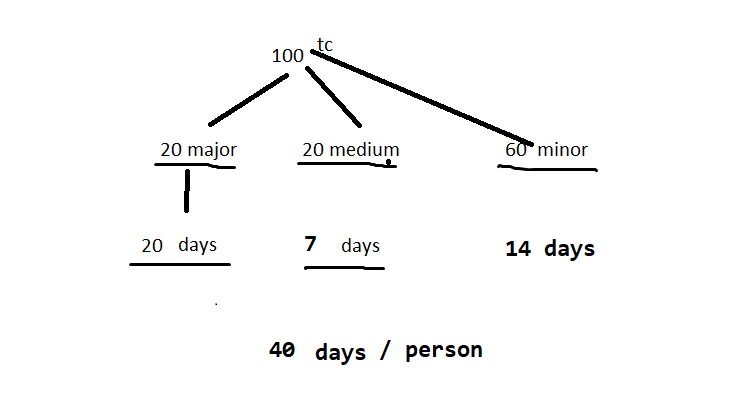 100 tc
20 major 20 medium 60 minor
20 days 7 days 14 days
40 days / person